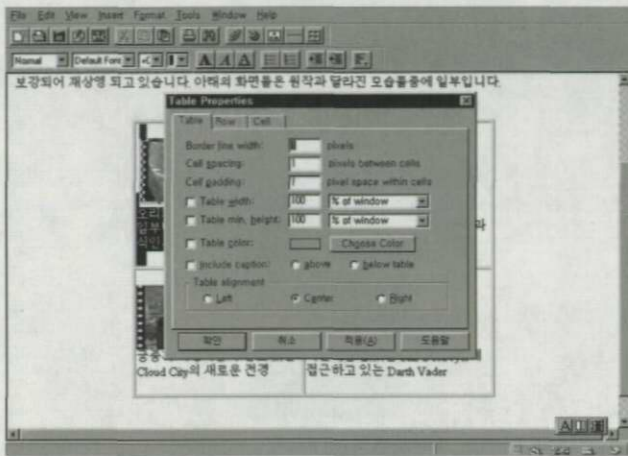 File Edit View Insert Format Tools Window Help
Normal Default Font
보강되어 재상영 되고 있습니다. 아래의 화면들은 원작과 달라진 모습들중에 일부입니다.
Table Properties
Table Row Cell
Border line width: pixels
Cell spacing: 1 pixels between cells
Cell padding: 1 pixel space within cells
Table width: 100 % of window
Table min. height: 100 % of window
Table color: Choose Color
Include caption: above below table
Table alignment
Left Center Right
확인 취소 적용(A) 도움말
Cloud City의 새로운 전경
접근하고 있는 Darth Vader